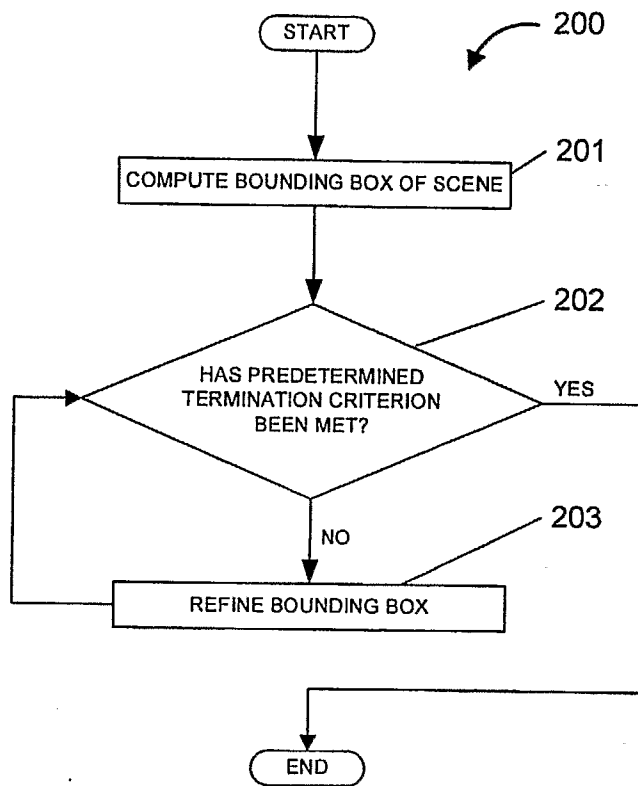 START
200
COMPUTE BOUNDING BOX OF SCENE
201
202
HAS PREDETERMINED
TERMINATION CRITERION
BEEN MET?
YES
NO
203
REFINE BOUNDING BOX
END